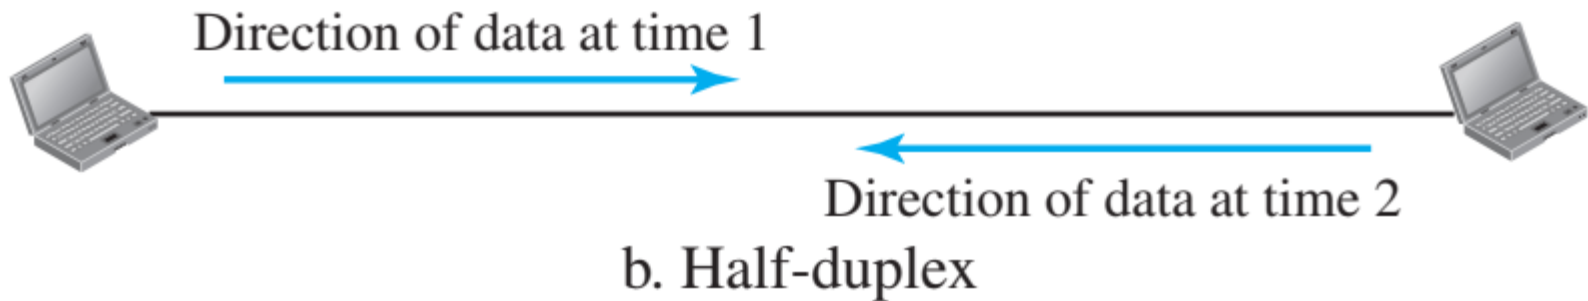 Direction of data at time 1
Direction of data at time 2
b. Half-duplex